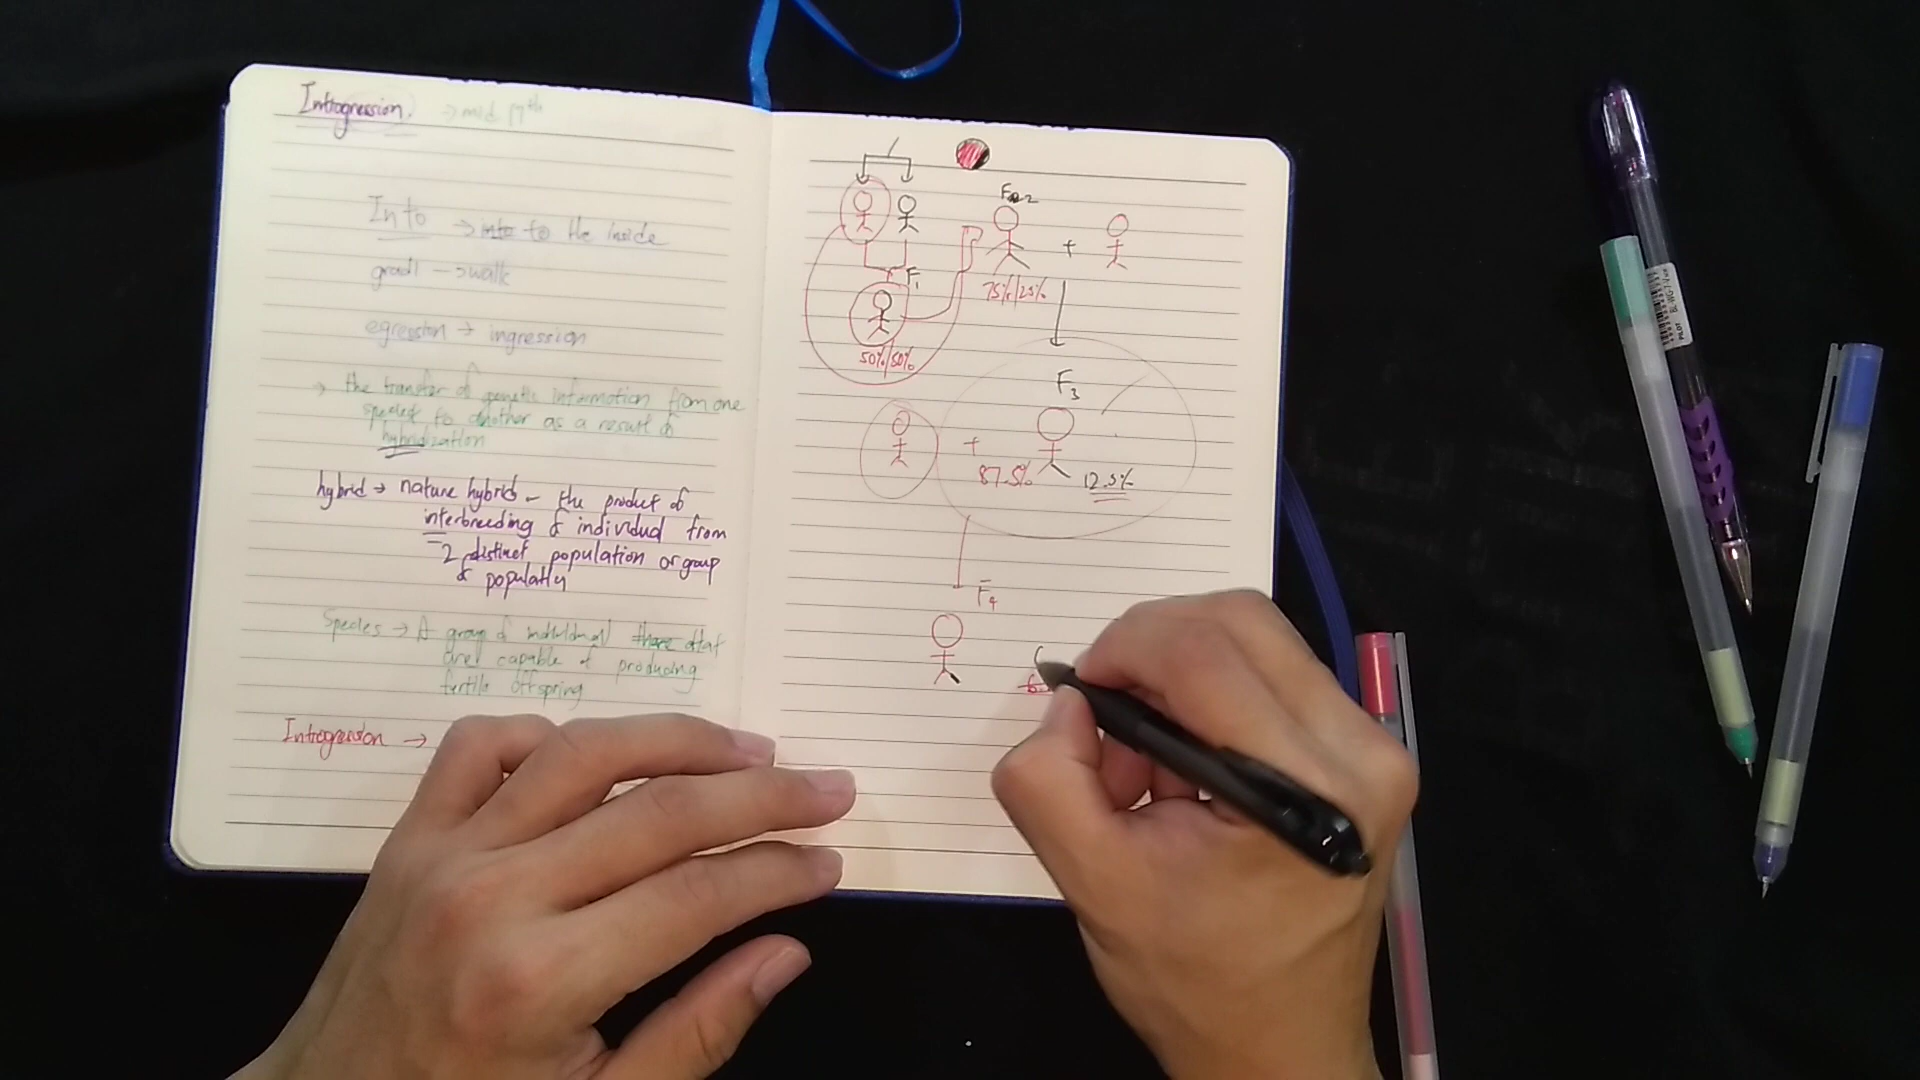 Introgression. → mid 17th
Into → into to the inside
gradi → walk
egression → ingression
→ the transfer of genetic information from one
species to another as a result of
hybridization
hybrid → nature hybrid - the product of
interbreeding of individual from
2 distinct population or group
of
Species → A group of individual that
are capable of producing
fertile offspring
Introgression →
F2
+
F1
75%/25%
50%/50%
F3
+
87.5%
12.5%
F4
PILOT